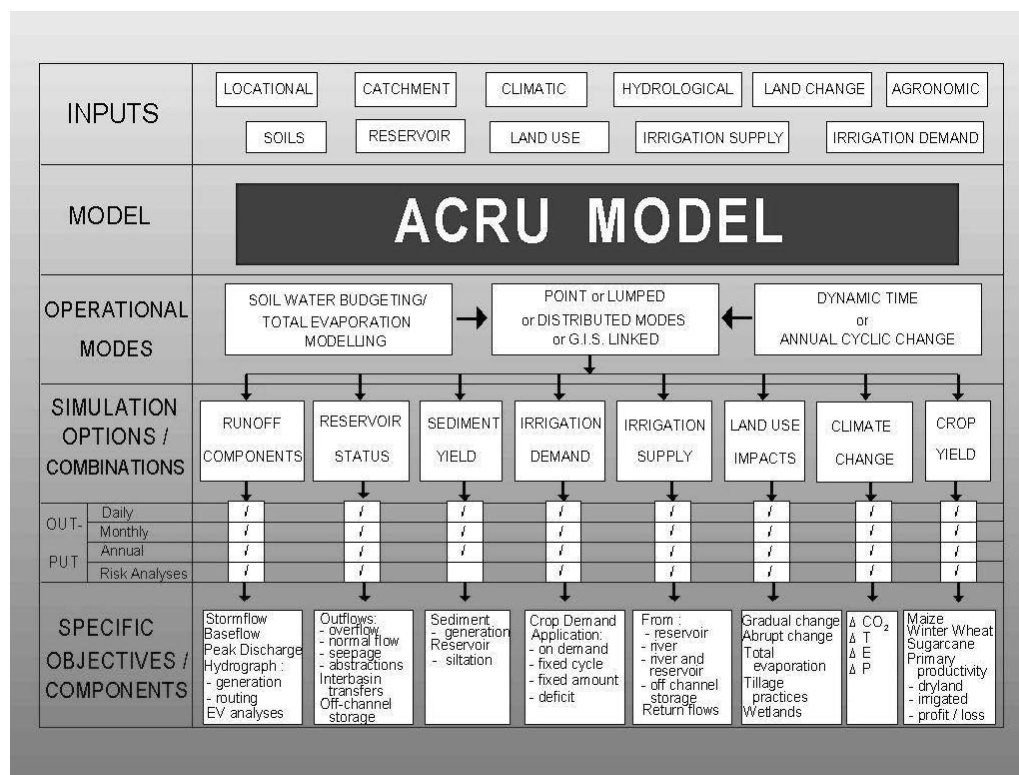 INPUTS
LOCATIONAL
CATCHMENT
CLIMATIC
HYDROLOGICAL
LAND CHANGE
AGRONOMIC
SOILS
RESERVOIR
LAND USE
IRRIGATION SUPPLY
IRRIGATION DEMAND
MODEL
ACRU MODEL
OPERATIONAL
MODES
SOIL WATER BUDGETING/
TOTAL EVAPORATION
MODELLING
POINT or LUMPED
or DISTRIBUTED MODES
or G.I.S. LINKED
DYNAMIC TIME
or
ANNUAL CYCLIC CHANGE
SIMULATION
OPTIONS /
COMBINATIONS
RUNOFF
COMPONENTS
RESERVOIR
STATUS
SEDIMENT
YIELD
IRRIGATION
DEMAND
IRRIGATION
SUPPLY
LAND USE
IMPACTS
CLIMATE
CHANGE
CROP
YIELD
OUT-
PUT
Daily
/ / / / / / / /
Monthly
/ / / / / / / /
Annual
/ / / / / / / /
Risk Analyses
/ / / / / / /
SPECIFIC
OBJECTIVES /
COMPONENTS
Stormflow
Baseflow
Peak Discharge
Hydrograph :
- generation
- routing
EV analyses
Outflows:
- overflow
- normal flow
- seepage
- abstractions
Interbasin
transfers
Off-channel
storage
Sediment
- generation
Reservoir
- siltation
Crop Demand
Application:
- on demand
- fixed cycle
- fixed amount
- deficit
From :
- reservoir
- river
- river and
reservoir
- off channel
storage
Return flows
Gradual change
Abrupt change
Total
evaporation
Tillage
practices
Wetlands
Δ CO₂
Δ T
Δ E
Δ P
Maize
Winter Wheat
Sugarcane
Primary
productivity
- dryland
- irrigated
- profit / loss